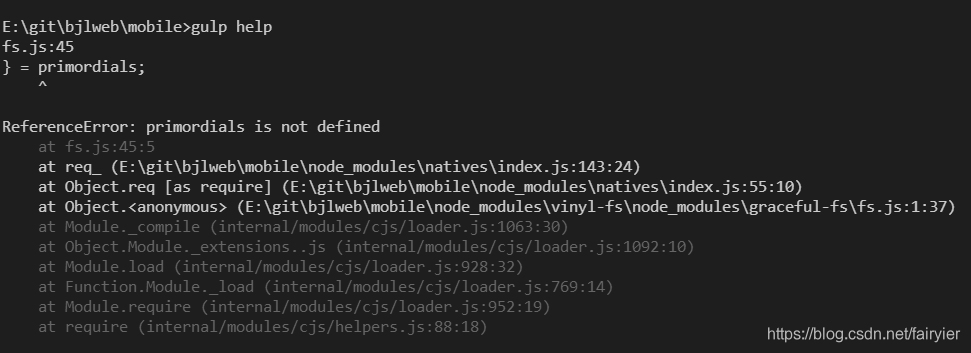 E:\git\bjlweb\mobile>gulp help
fs.js:45
} = primordials;
    ^
ReferenceError: primordials is not defined
    at fs.js:45:5
    at req_ (E:\git\bjlweb\mobile\node_modules\natives\index.js:143:24)
    at Object.req [as require] (E:\git\bjlweb\mobile\node_modules\natives\index.js:55:10)
    at Object.<anonymous> (E:\git\bjlweb\mobile\node_modules\vinyl-fs\node_modules\graceful-fs\fs.js:1:37)
    at Module._compile (internal/modules/cjs/loader.js:1063:30)
    at Object.Module._extensions..js (internal/modules/cjs/loader.js:1092:10)
    at Module.load (internal/modules/cjs/loader.js:928:32)
    at Function.Module._load (internal/modules/cjs/loader.js:769:14)
    at Module.require (internal/modules/cjs/loader.js:952:19)
    at require (internal/modules/cjs/helpers.js:88:18)
https://blog.csdn.net/fairyier